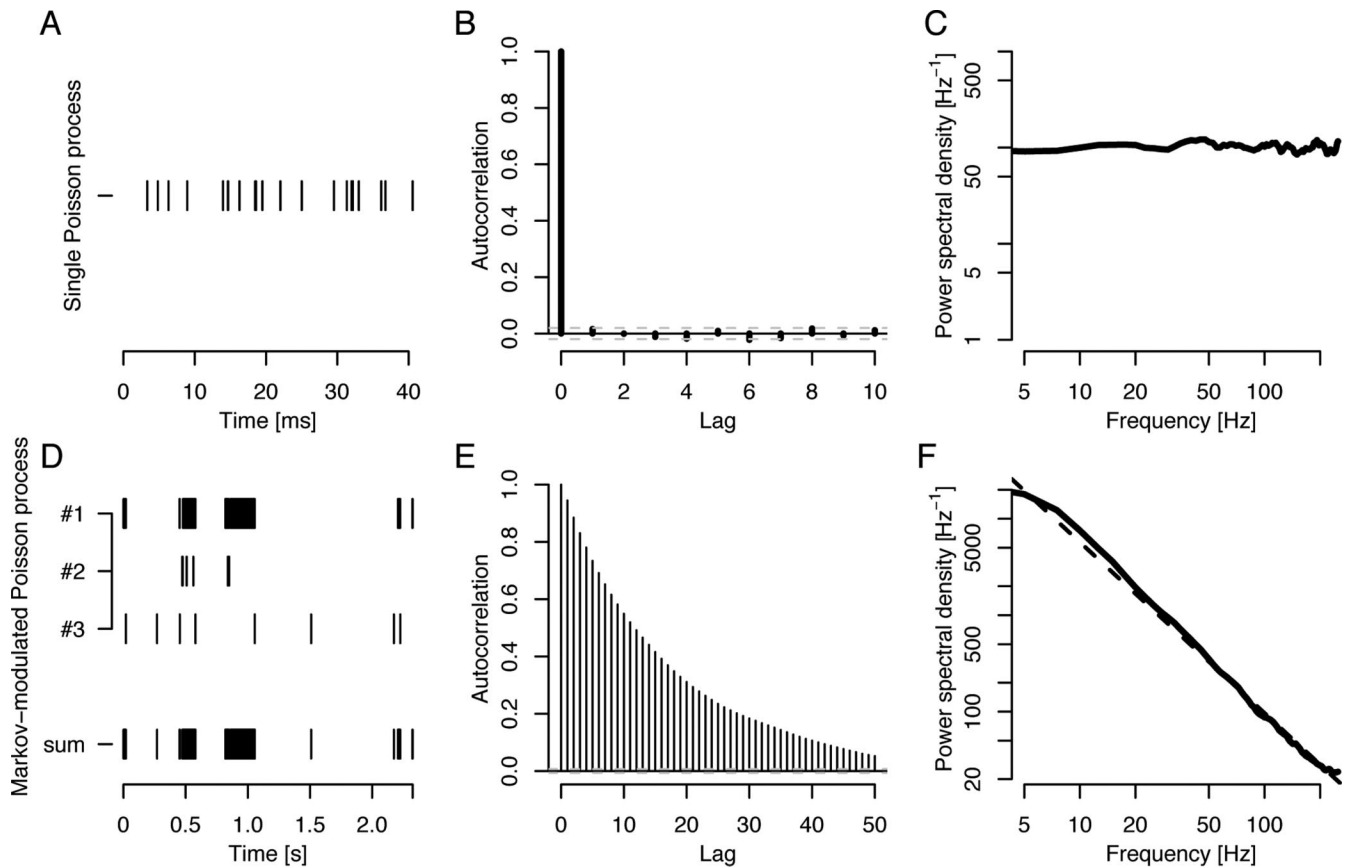 A
Single Poisson process
0 10 20 30 40
Time [ms]
B
Autocorrelation
1.0
0.8
0.6
0.4
0.2
0.0
0 2 4 6 8 10
Lag
C
Power spectral density [Hz⁻¹]
500
50
5
1
5 10 20 50 100
Frequency [Hz]
D
Markov−modulated Poisson process
#1
#2
#3
sum
0 0.5 1.0 2.0
Time [s]
E
Autocorrelation
1.0
0.8
0.6
0.4
0.2
0.0
0 10 20 30 40 50
Lag
F
Power spectral density [Hz⁻¹]
5000
500
100
20
5 10 20 50 100
Frequency [Hz]